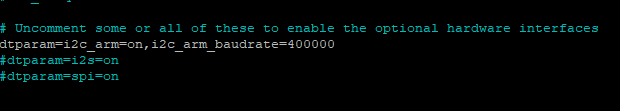 # Uncomment some or all of these to enable the optional hardware interfaces
dtparam=i2c_arm=on,i2c_arm_baudrate=400000
#dtparam=i2s=on
#dtparam=spi=on